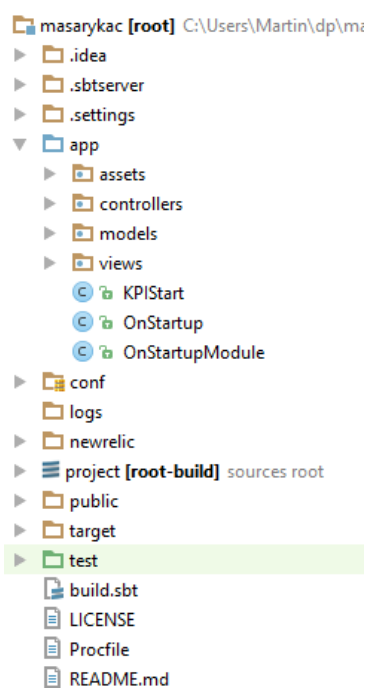 masarykac [root] C:\Users\Martin\dp\ma
.idea
.sbtserver
.settings
app
assets
controllers
models
views
KPIStart
OnStartup
OnStartupModule
conf
logs
newrelic
project [root-build] sources root
public
target
test
build.sbt
LICENSE
Procfile
README.md